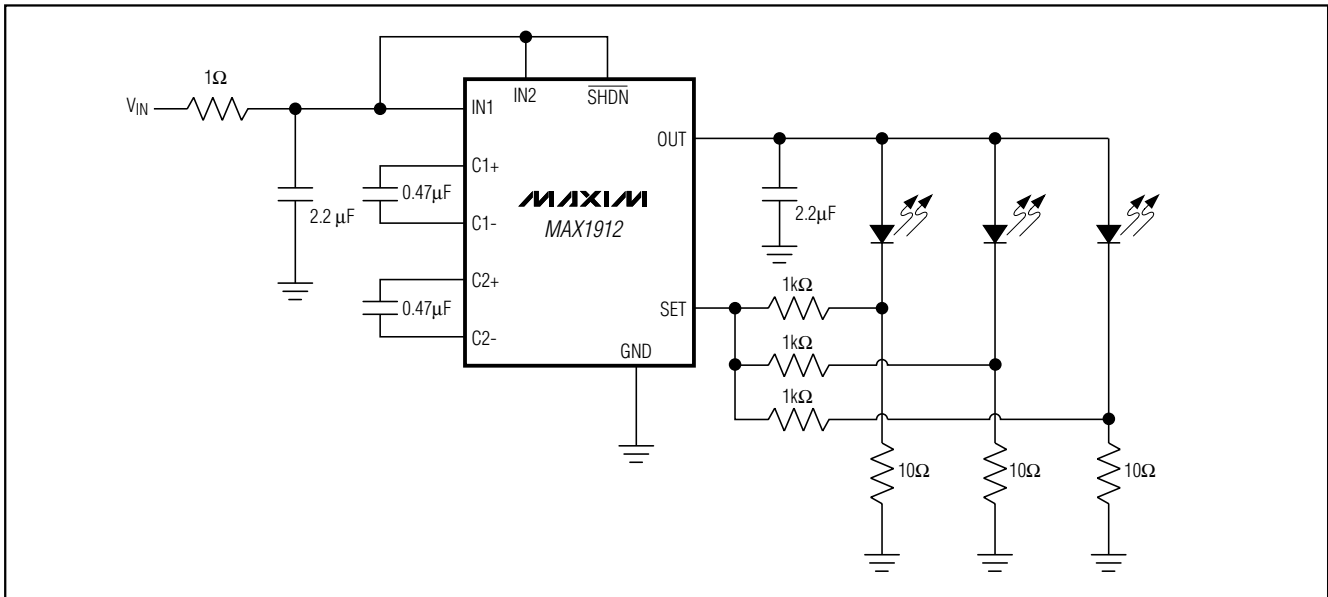 1Ω
VIN
2.2 µF
IN1
IN2
SHDN
C1+
0.47µF
C1-
C2+
0.47µF
C2-
MAXIM
MAX1912
GND
OUT
SET
2.2µF
1kΩ
1kΩ
1kΩ
10Ω
10Ω
10Ω